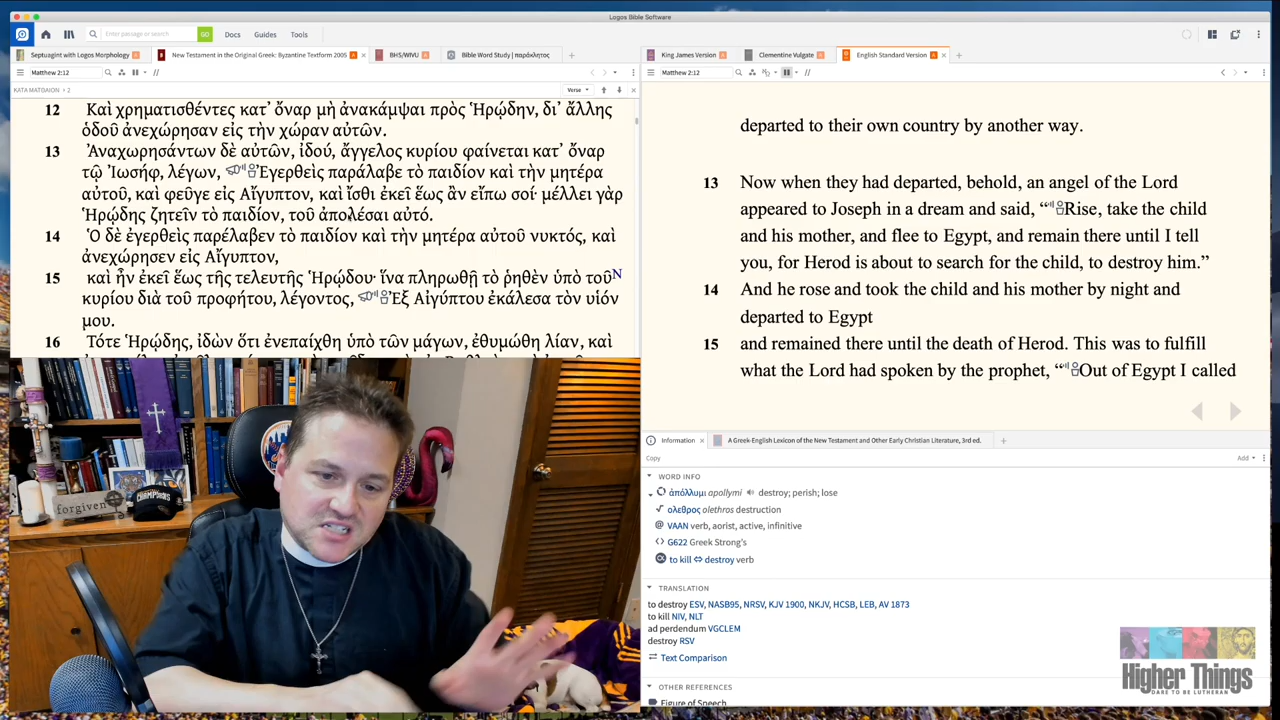 Logos Bible Software
Enter passage or search
GO
Docs
Guides
Tools
Septuagint with Logos Morphology A
New Testament in the Original Greek: Byzantine Textform 2005 A
BHS/WIVU A
Bible Word Study | παράκλητος
King James Version A
Clementine Vulgate A
English Standard Version A
Matthew 2:12
Matthew 2:12
ΚΑΤΑ ΜΑΤΘΑΙΟΝ > 2
Verse
12 Καὶ χρηματισθέντες κατ’ ὄναρ μὴ ἀνακάμψαι πρὸς Ἡρῴδην, δι’ ἄλλης
ὁδοῦ ἀνεχώρησαν εἰς τὴν χώραν αὐτῶν.
13 Ἀναχωρησάντων δὲ αὐτῶν, ἰδού, ἄγγελος κυρίου φαίνεται κατ’ ὄναρ
τῷ Ἰωσήφ, λέγων, Ἐγερθεὶς παράλαβε τὸ παιδίον καὶ τὴν μητέρα
αὐτοῦ, καὶ φεῦγε εἰς Αἴγυπτον, καὶ ἴσθι ἐκεῖ ἕως ἂν εἴπω σοί· μέλλει γὰρ
Ἡρῴδης ζητεῖν τὸ παιδίον, τοῦ ἀπολέσαι αὐτό.
14 Ὁ δὲ ἐγερθεὶς παρέλαβεν τὸ παιδίον καὶ τὴν μητέρα αὐτοῦ νυκτός, καὶ
ἀνεχώρησεν εἰς Αἴγυπτον,
15 καὶ ἦν ἐκεῖ ἕως τῆς τελευτῆς Ἡρῴδου· ἵνα πληρωθῇ τὸ ῥηθὲν ὑπὸ τοῦ N
κυρίου διὰ τοῦ προφήτου, λέγοντος, Ἐξ Αἰγύπτου ἐκάλεσα τὸν υἱόν
μου.
16 Τότε Ἡρῴδης, ἰδὼν ὅτι ἐνεπαίχθη ὑπὸ τῶν μάγων, ἐθυμώθη λίαν, καὶ
departed to their own country by another way.
13 Now when they had departed, behold, an angel of the Lord
appeared to Joseph in a dream and said, “Rise, take the child
and his mother, and flee to Egypt, and remain there until I tell
you, for Herod is about to search for the child, to destroy him.”
14 And he rose and took the child and his mother by night and
departed to Egypt
15 and remained there until the death of Herod. This was to fulfill
what the Lord had spoken by the prophet, “Out of Egypt I called
Information
A Greek-English Lexicon of the New Testament and Other Early Christian Literature, 3rd ed.
Copy
Add
WORD INFO
ἀπόλλυμι apollymi destroy; perish; lose
ολεθρος olethros destruction
@ VAAN verb, aorist, active, infinitive
G622 Greek Strong's
to kill ⇔ destroy verb
TRANSLATION
to destroy ESV, NASB95, NRSV, KJV 1900, NKJV, HCSB, LEB, AV 1873
to kill NIV, NLT
ad perdendum VGCLEM
destroy RSV
Text Comparison
OTHER REFERENCES
Figure of Speech
forgiven
CHAMPIONS
Higher Things
DARE TO BE LUTHERAN